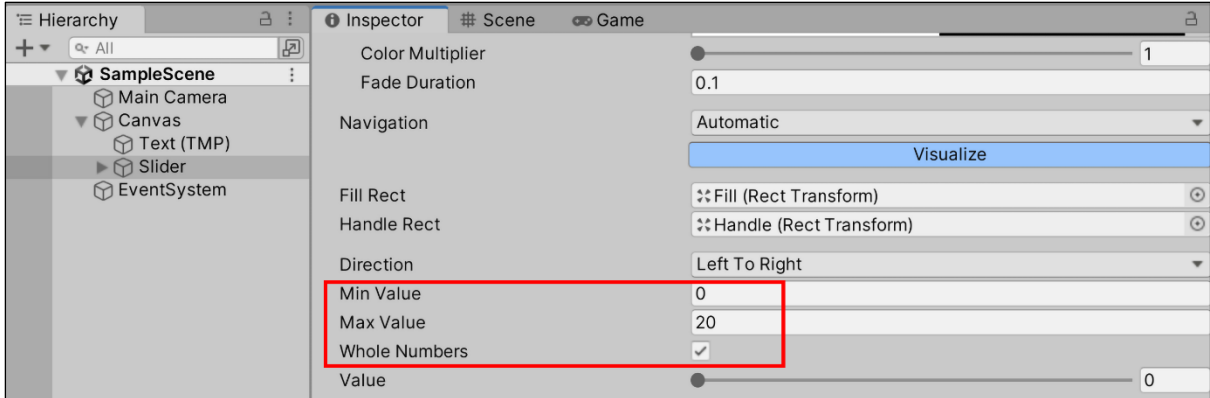 Hierarchy
All
SampleScene
Main Camera
Canvas
Text (TMP)
Slider
EventSystem
Inspector
Scene
Game
Color Multiplier 1
Fade Duration 0.1
Navigation Automatic
Visualize
Fill Rect Fill (Rect Transform)
Handle Rect Handle (Rect Transform)
Direction Left To Right
Min Value 0
Max Value 20
Whole Numbers
Value 0